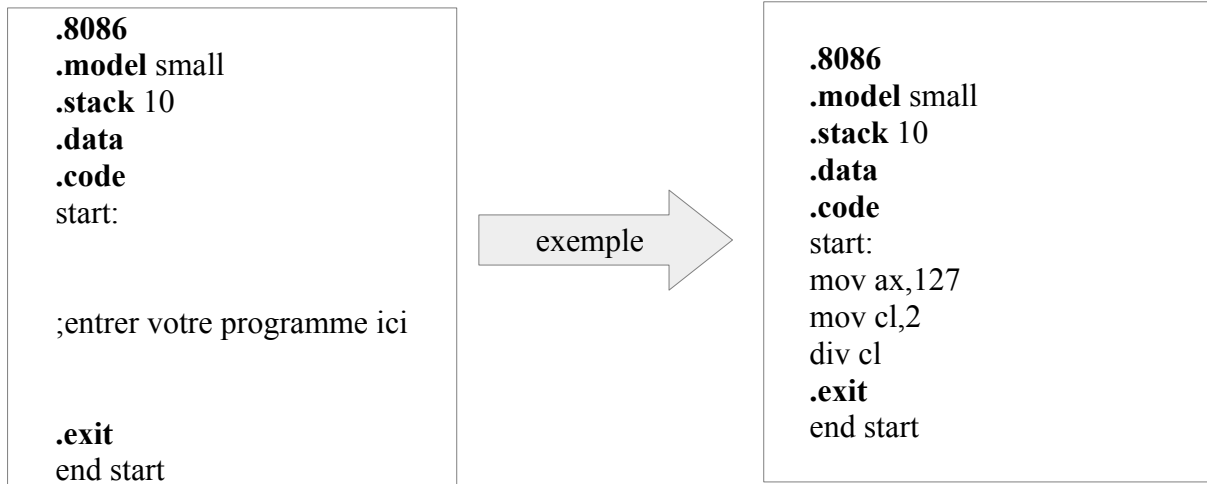 .8086
.model small
.stack 10
.data
.code
start:
;entrer votre programme ici
.exit
end start
exemple
.8086
.model small
.stack 10
.data
.code
start:
mov ax,127
mov cl,2
div cl
.exit
end start